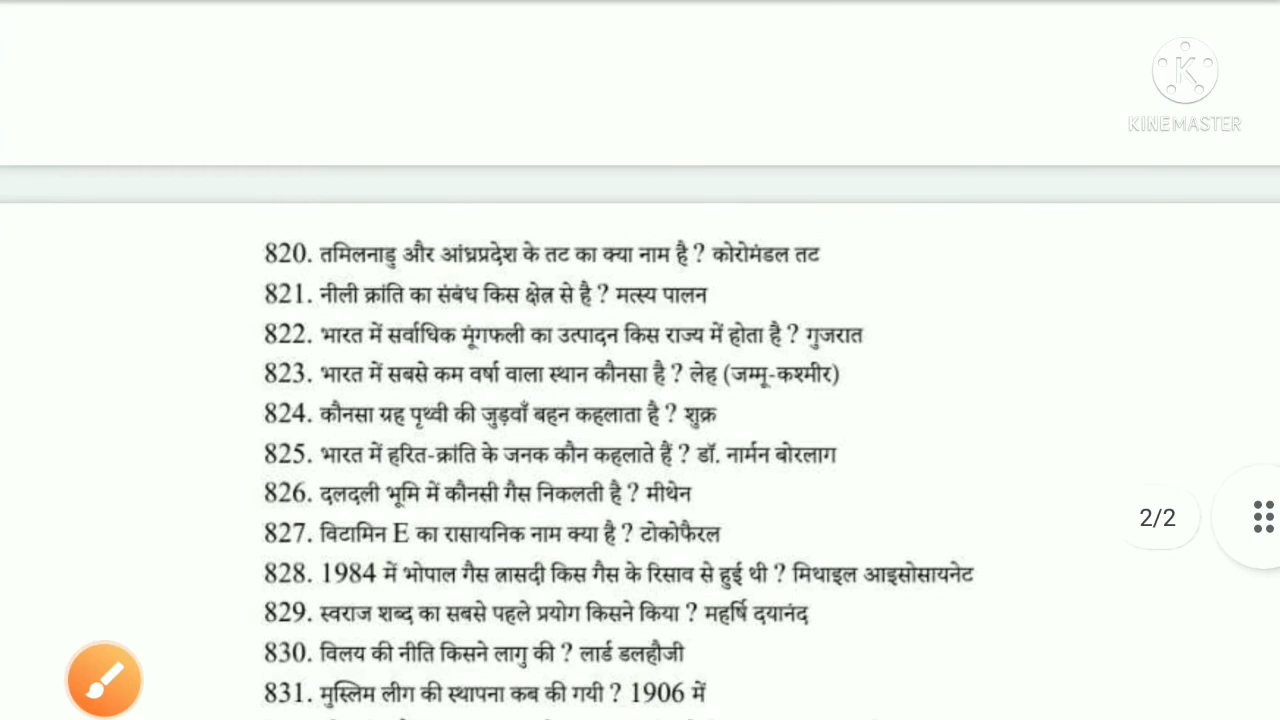 K
KINEMASTER
820. तमिलनाडु और आंध्रप्रदेश के तट का क्या नाम है ? कोरोमंडल तट
821. नीली क्रांति का संबंध किस क्षेत्र से है ? मत्स्य पालन
822. भारत में सर्वाधिक मूंगफली का उत्पादन किस राज्य में होता है ? गुजरात
823. भारत में सबसे कम वर्षा वाला स्थान कौनसा है ? लेह (जम्मू-कश्मीर)
824. कौनसा ग्रह पृथ्वी की जुड़वाँ बहन कहलाता है ? शुक्र
825. भारत में हरित-क्रांति के जनक कौन कहलाते हैं ? डॉ. नार्मन बोरलाग
826. दलदली भूमि में कौनसी गैस निकलती है ? मीथेन
827. विटामिन E का रासायनिक नाम क्या है ? टोकोफैरल
2/2
828. 1984 में भोपाल गैस त्रासदी किस गैस के रिसाव से हुई थी ? मिथाइल आइसोसायनेट
829. स्वराज शब्द का सबसे पहले प्रयोग किसने किया ? महर्षि दयानंद
830. विलय की नीति किसने लागु की ? लार्ड डलहौजी
831. मुस्लिम लीग की स्थापना कब की गयी ? 1906 में